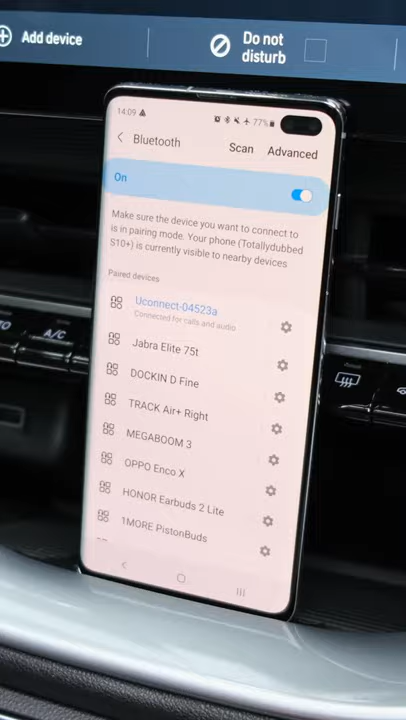 Add device
Do not
disturb
14:09
77%
Bluetooth
Scan
Advanced
On
Make sure the device you want to connect to
is in pairing mode. Your phone (Totallydubbed
S10+) is currently visible to nearby devices
Paired devices
Uconnect-04523a
Connected for calls and audio
Jabra Elite 75t
DOCKIN D Fine
TRACK Air+ Right
MEGABOOM 3
OPPO Enco X
HONOR Earbuds 2 Lite
1MORE PistonBuds
A/C